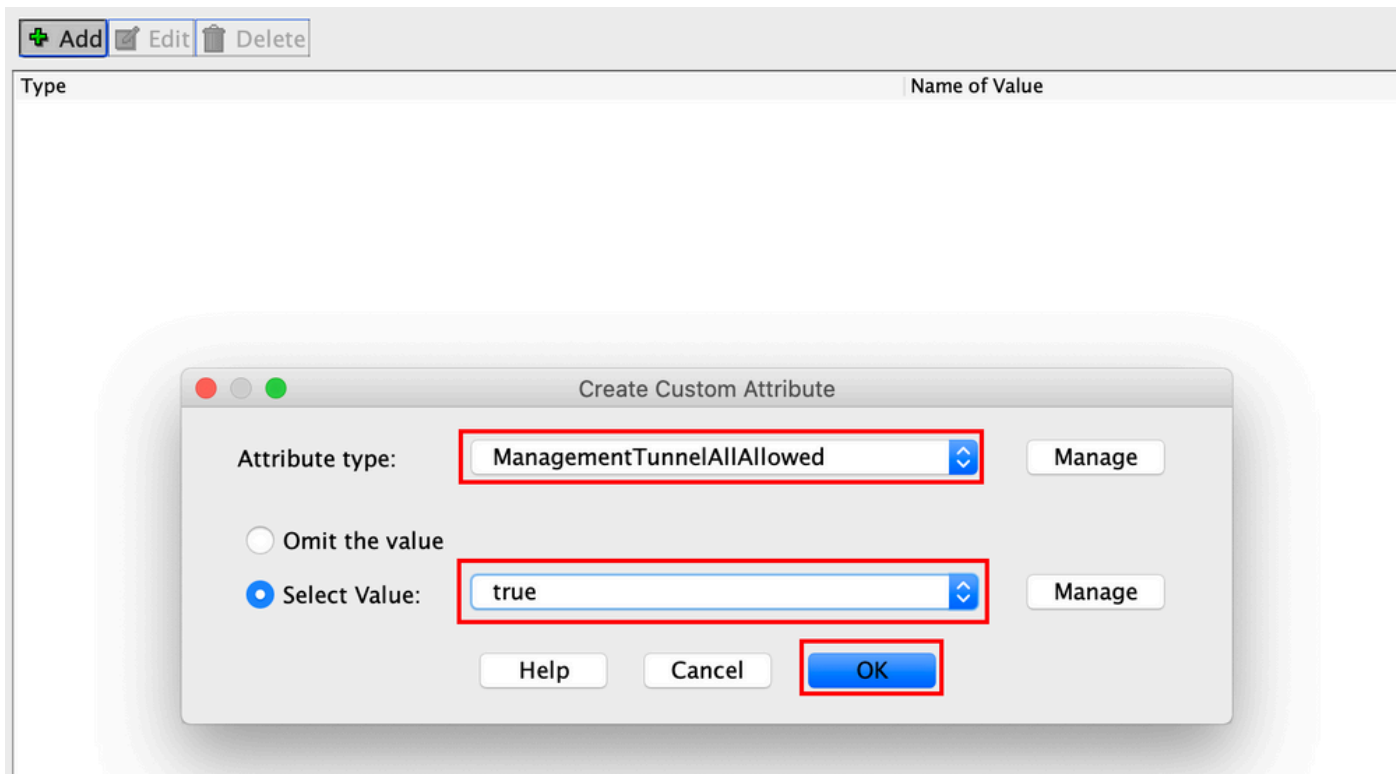 Add Edit Delete
Type Name of Value
Create Custom Attribute
Attribute type: ManagementTunnelAllAllowed Manage
Omit the value
Select Value: true Manage
Help Cancel OK